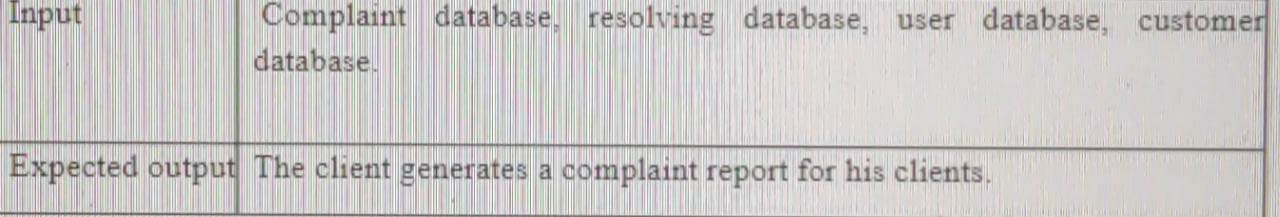 Input Complaint database, resolving database, user database, customer
database.
Expected output The client generates a complaint report for his clients.